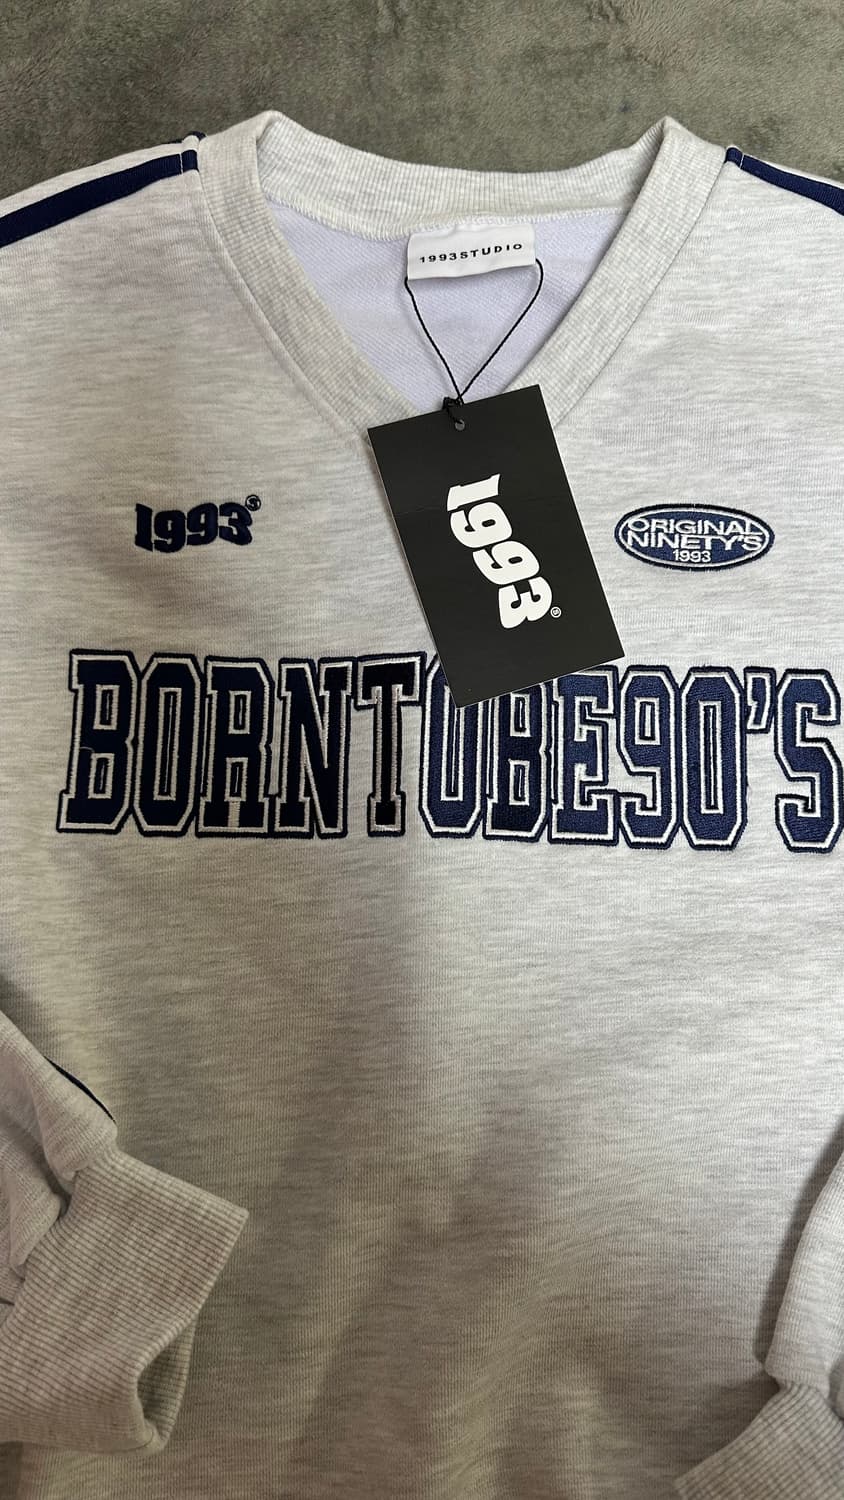 1993STUDIO
1993®
1993®
ORIGINAL
NINETY'S
1993
BORNTOBE90'S